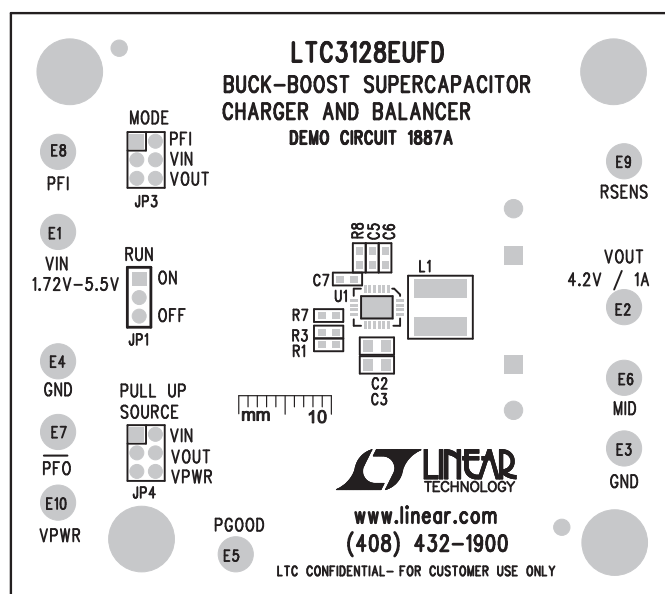 LTC3128EUFD
BUCK-BOOST SUPERCAPACITOR
CHARGER AND BALANCER
DEMO CIRCUIT 1887A
MODE
PFI
VIN
VOUT
JP3
E8
PFI
E1
VIN
1.72V-5.5V
RUN
ON
OFF
JP1
E4
GND
E7
PFO
E10
VPWR
PULL UP
SOURCE
VIN
VOUT
VPWR
JP4
R8
C5
C6
C7
U1
L1
R7
R3
R1
C2
C3
mm 10
E9
RSENS
VOUT
4.2V / 1A
E2
E6
MID
E3
GND
PGOOD
E5
LT LINEAR
TECHNOLOGY
www.linear.com
(408) 432-1900
LTC CONFIDENTIAL- FOR CUSTOMER USE ONLY